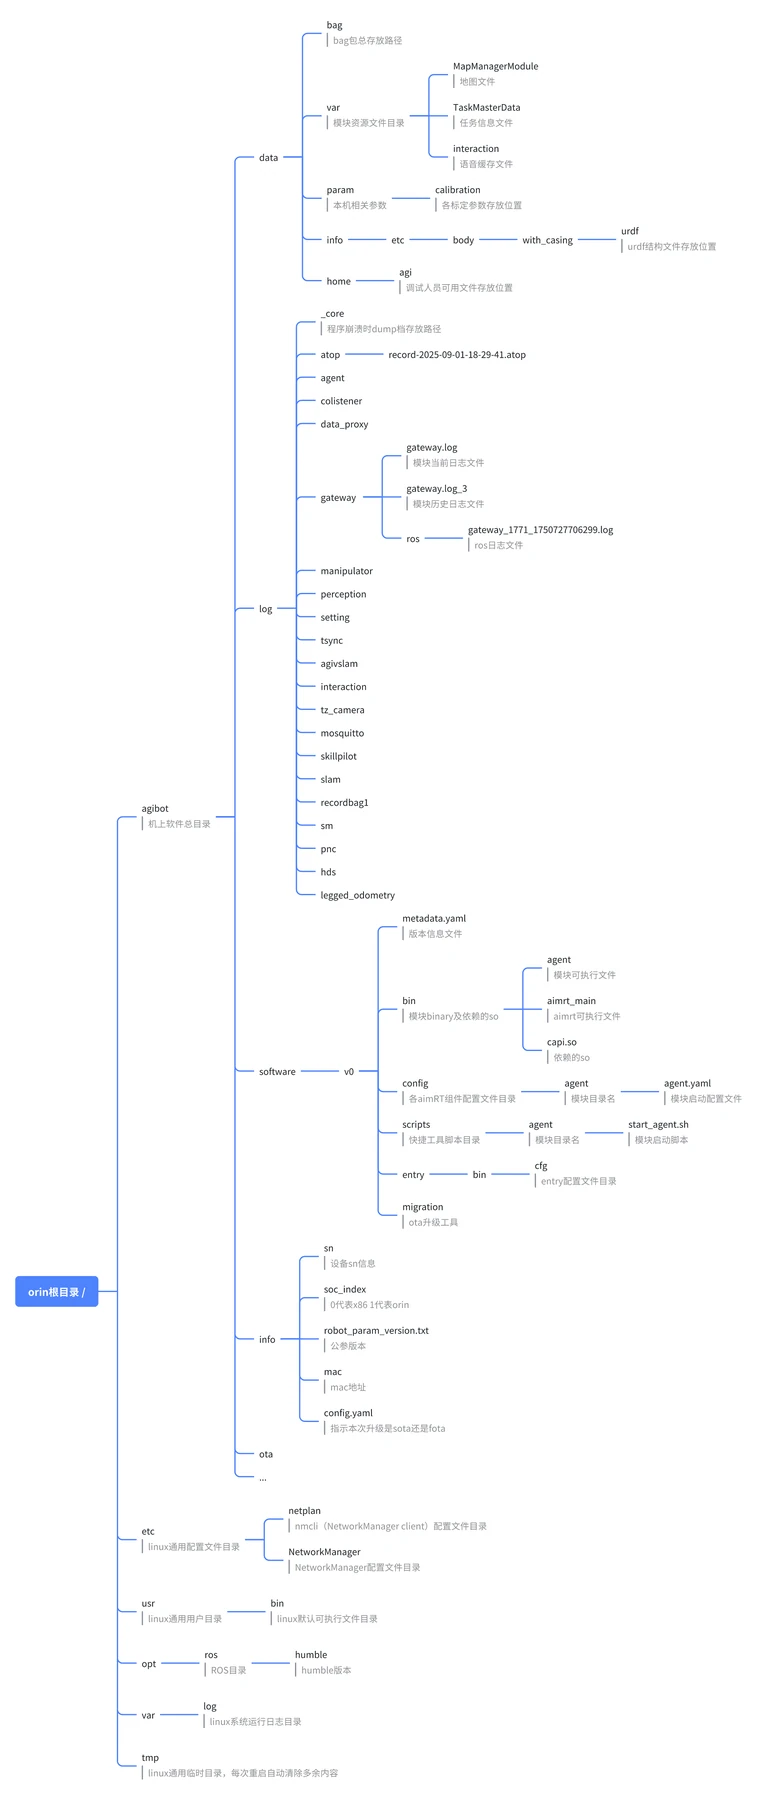 bag
bag包总存放路径
MapManagerModule
地图文件
var
模块资源文件目录
TaskMasterData
任务信息文件
interaction
语音缓存文件
data
param
本机相关参数
calibration
各标定参数存放位置
info
etc
body
with_casing
urdf
urdf结构文件存放位置
home
agi
调试人员可用文件存放位置
_core
程序崩溃时dump档存放路径
atop
record-2025-09-01-18-29-41.atop
agent
colistener
data_proxy
gateway.log
模块当前日志文件
gateway
gateway.log_3
模块历史日志文件
ros
gateway_1771_1750727706299.log
ros日志文件
manipulator
perception
log
setting
tsync
agivslam
interaction
tz_camera
mosquitto
skillpilot
slam
recordbag1
agibot
机上软件总目录
sm
pnc
hds
legged_odometry
metadata.yaml
版本信息文件
agent
模块可执行文件
bin
模块binary及依赖的so
aimrt_main
aimrt可执行文件
capi.so
依赖的so
software
v0
config
各aimRT组件配置文件目录
agent
模块目录名
agent.yaml
模块启动配置文件
scripts
快捷工具脚本目录
agent
模块目录名
start_agent.sh
模块启动脚本
entry
bin
cfg
entry配置文件目录
migration
ota升级工具
sn
设备sn信息
orin根目录 /
soc_index
0代表x86 1代表orin
info
robot_param_version.txt
公参版本
mac
mac地址
config.yaml
指示本次升级是sota还是fota
ota
...
etc
linux通用配置文件目录
netplan
nmcli（NetworkManager client）配置文件目录
NetworkManager
NetworkManager配置文件目录
usr
linux通用用户目录
bin
linux默认可执行文件目录
opt
ros
ROS目录
humble
humble版本
var
log
linux系统运行日志目录
tmp
linux通用临时目录，每次重启自动清除多余内容